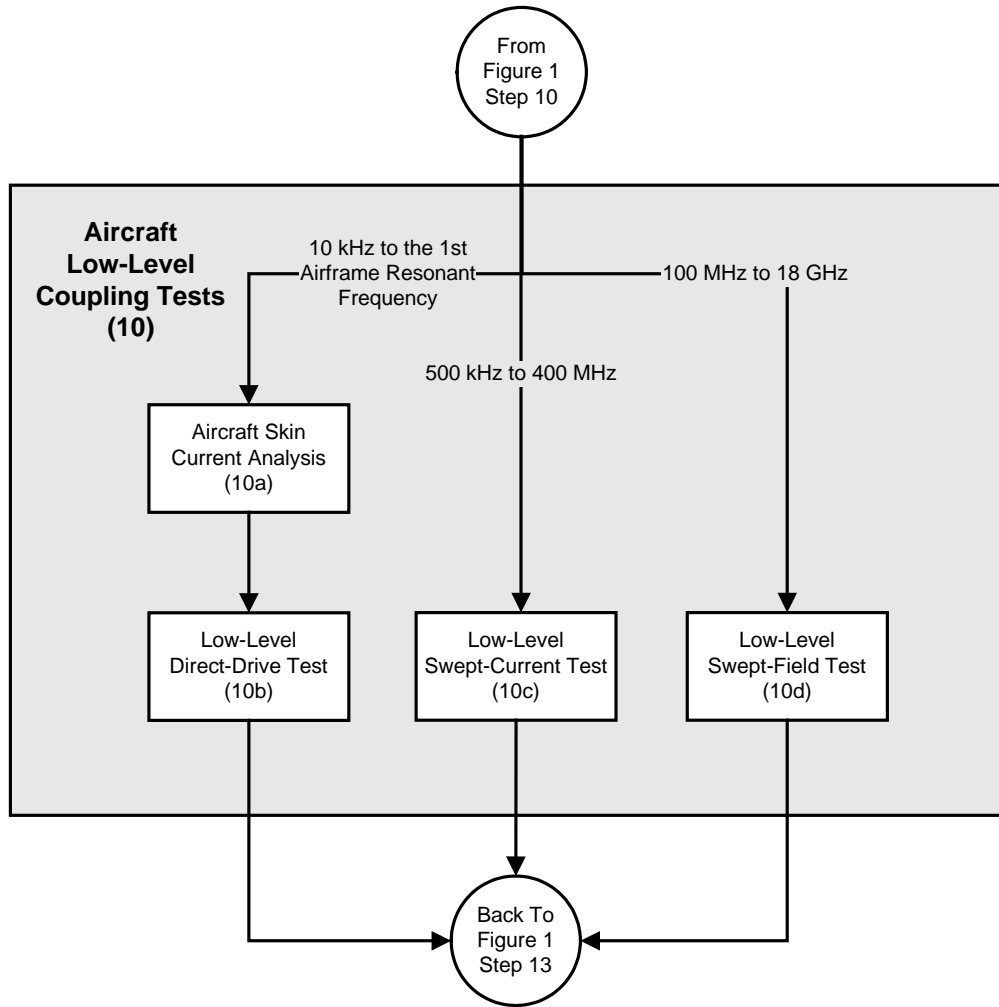 From
Figure 1
Step 10
Aircraft
Low-Level
Coupling Tests
(10)
10 kHz to the 1st
Airframe Resonant
Frequency
100 MHz to 18 GHz
500 kHz to 400 MHz
Aircraft Skin
Current Analysis
(10a)
Low-Level
Direct-Drive Test
(10b)
Low-Level
Swept-Current Test
(10c)
Low-Level
Swept-Field Test
(10d)
Back To
Figure 1
Step 13